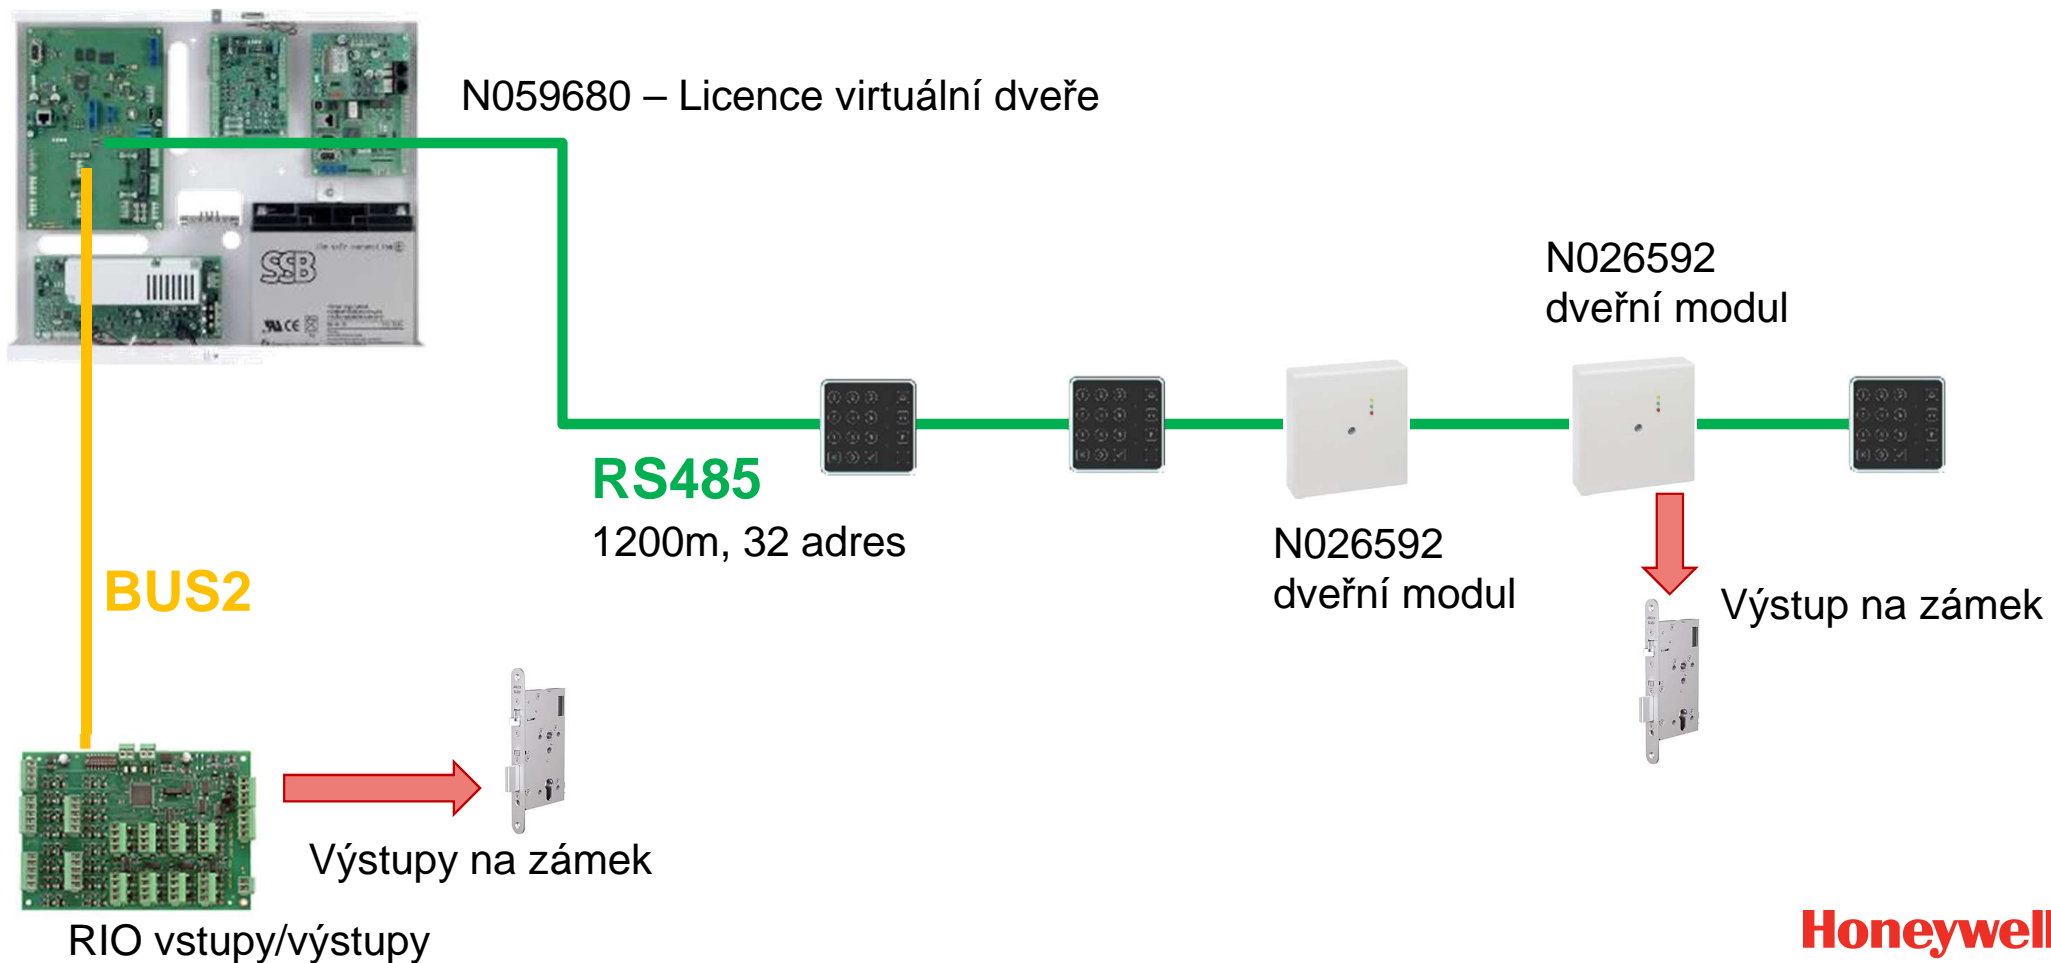 N059680 – Licence virtuální dveře
SSB
N026592
dveřní modul
RS485
1200m, 32 adres
N026592
dveřní modul
BUS2
Výstup na zámek
Výstupy na zámek
RIO vstupy/výstupy
Honeywell